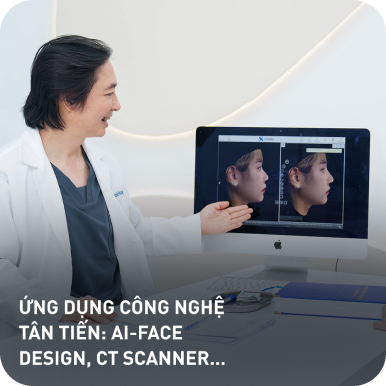 ỨNG DỤNG CÔNG NGHỆ
TÂN TIẾN: AI-FACE
DESIGN, CT SCANNER...